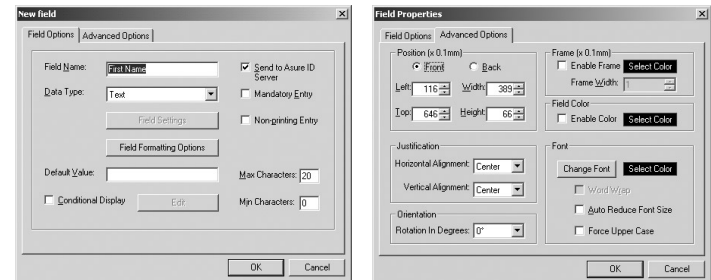 New field
Field Options Advanced Options
Field Name: First Name
Send to Asure ID Server
Data Type: Text
Mandatory Entry
Field Settings
Non-printing Entry
Field Formatting Options
Default Value:
Max Characters: 20
Conditional Display Edit
Min Characters: 0
OK Cancel
Field Properties
Field Options Advanced Options
Position (x 0.1mm)
Front Back
Left: 116 Width: 389
Top: 646 Height: 66
Frame (x 0.1mm)
Enable Frame Select Color
Frame Width: 1
Field Color
Enable Color Select Color
Justification
Horizontal Alignment: Center
Vertical Alignment: Center
Orientation
Rotation In Degrees: 0°
Font
Change Font Select Color
Word Wrap
Auto Reduce Font Size
Force Upper Case
OK Cancel